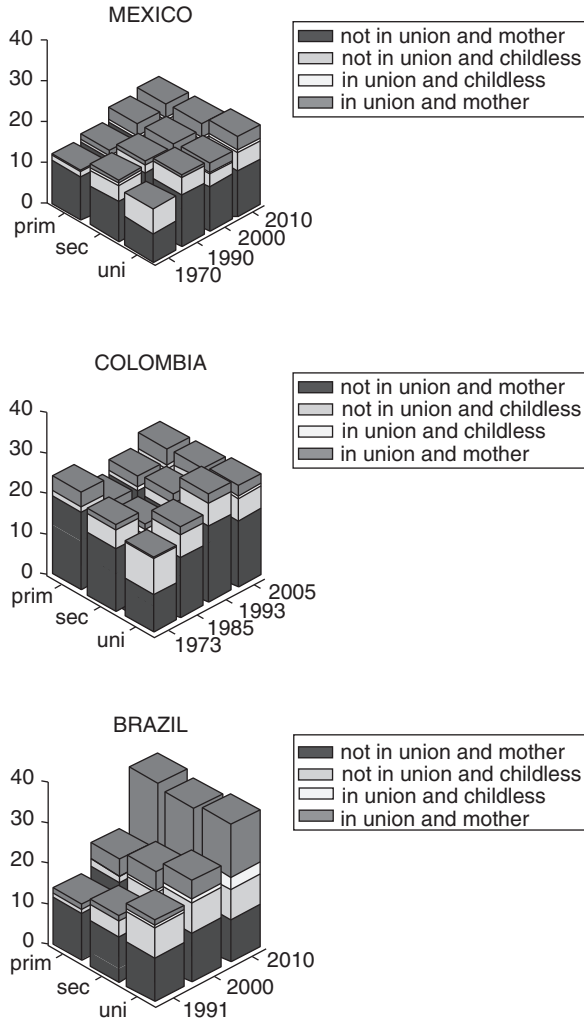 MEXICO
40
30
20
10
0
prim
sec
uni
1970
1990
2000
2010
not in union and mother
not in union and childless
in union and childless
in union and mother
COLOMBIA
40
30
20
10
0
prim
sec
uni
1973
1985
1993
2005
not in union and mother
not in union and childless
in union and childless
in union and mother
BRAZIL
40
30
20
10
0
prim
sec
uni
1991
2000
2010
not in union and mother
not in union and childless
in union and childless
in union and mother